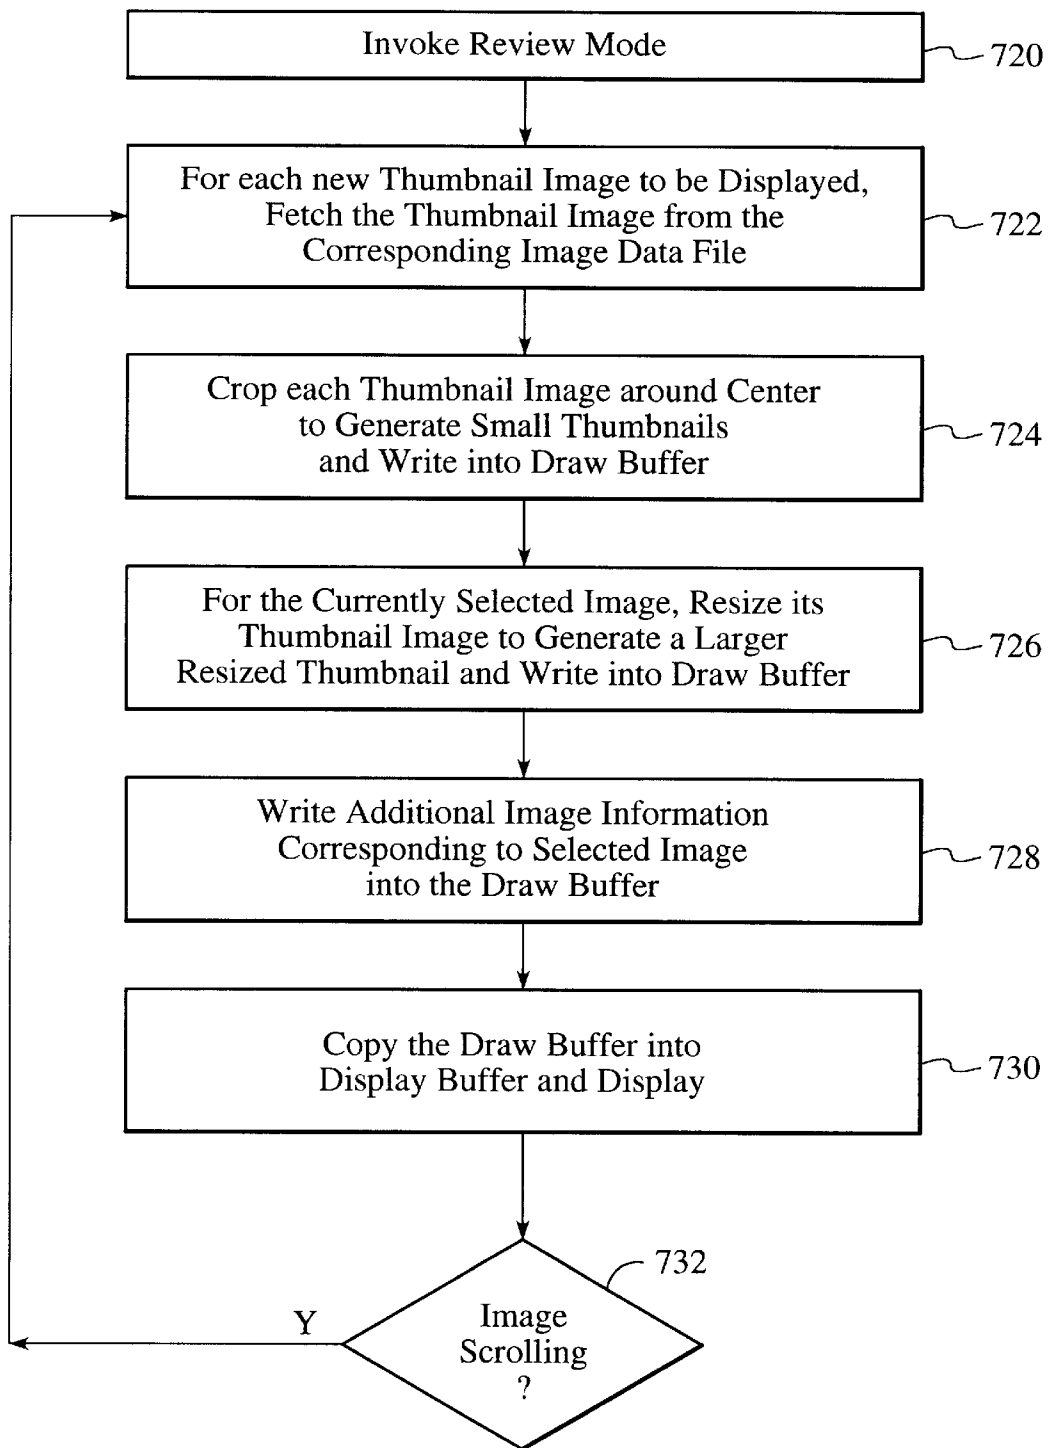 Invoke Review Mode
720
For each new Thumbnail Image to be Displayed,
Fetch the Thumbnail Image from the
Corresponding Image Data File
722
Crop each Thumbnail Image around Center
to Generate Small Thumbnails
and Write into Draw Buffer
724
For the Currently Selected Image, Resize its
Thumbnail Image to Generate a Larger
Resized Thumbnail and Write into Draw Buffer
726
Write Additional Image Information
Corresponding to Selected Image
into the Draw Buffer
728
Copy the Draw Buffer into
Display Buffer and Display
730
732
Y
Image
Scrolling
?